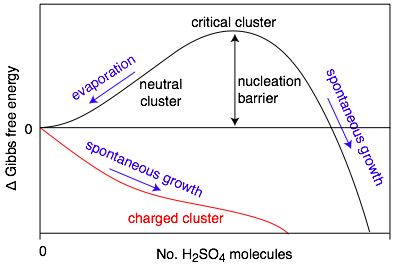 critical cluster
evaporation
neutral
cluster
nucleation
barrier
spontaneous growth
Δ Gibbs free energy
0
spontaneous growth
charged cluster
0
No. H₂SO₄ molecules